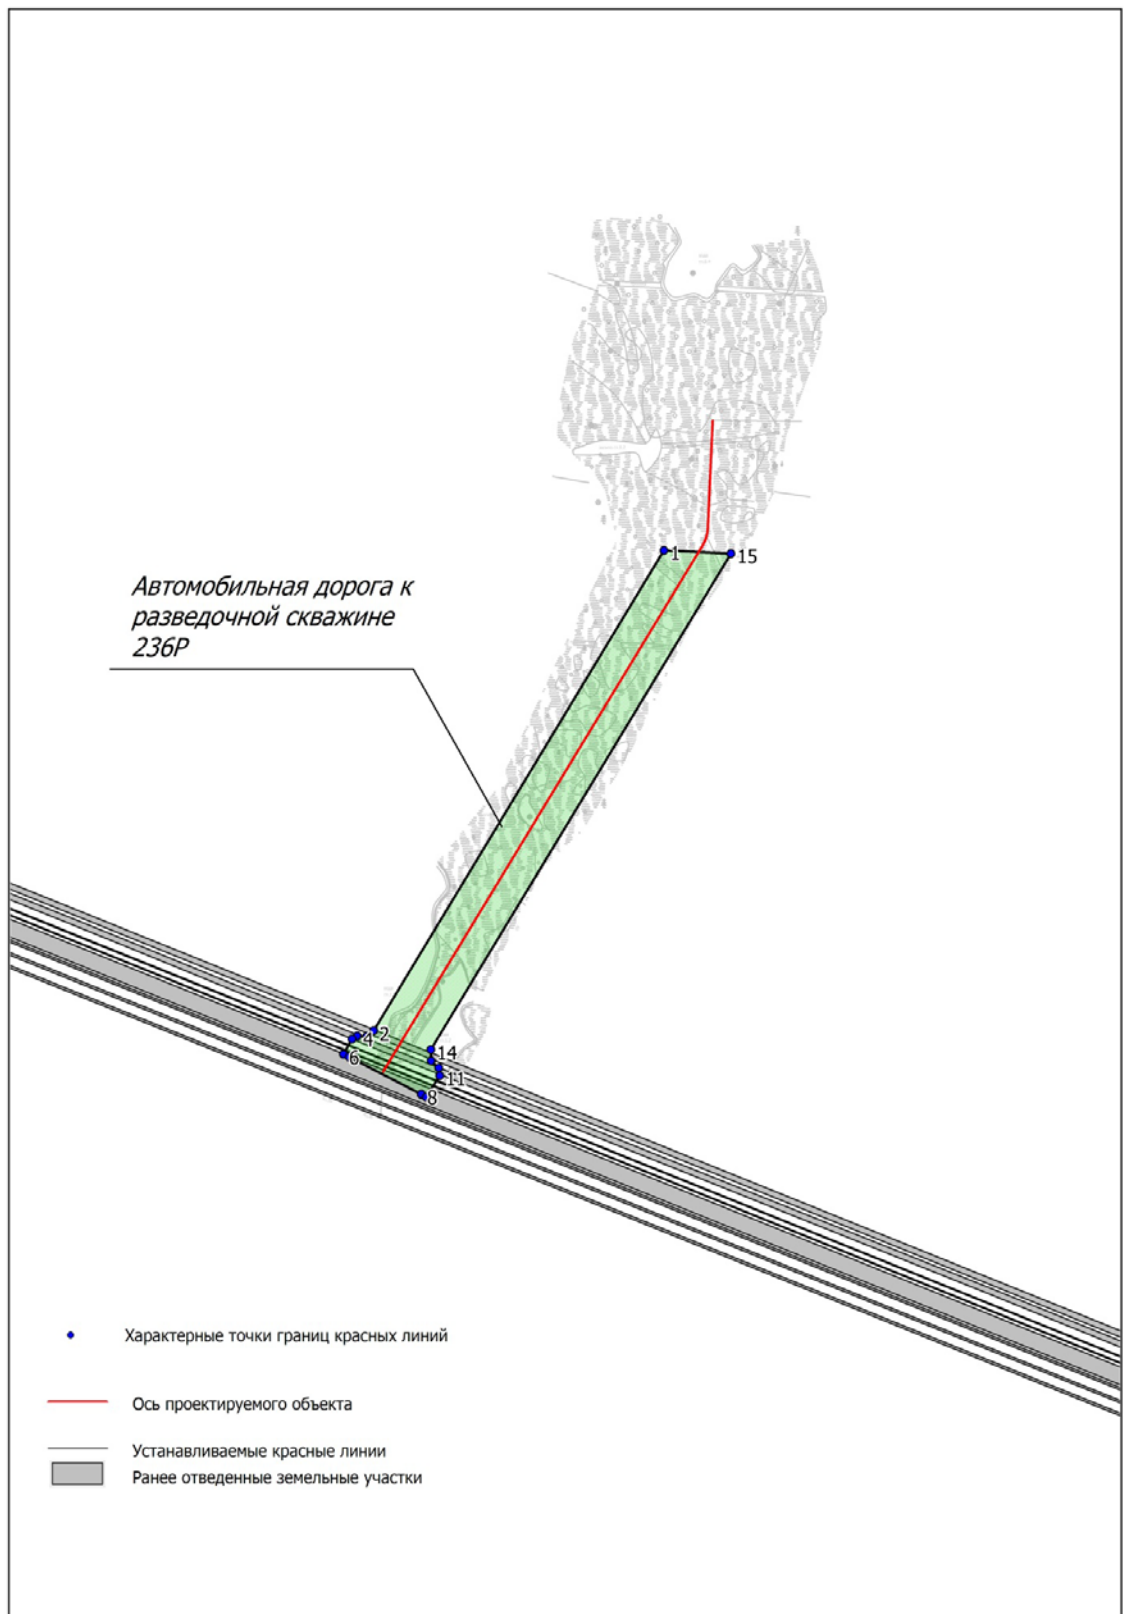 1
15
Автомобильная дорога к
разведочной скважине
236Р
2
4
6
14
11
8
Характерные точки границ красных линий
Ось проектируемого объекта
Устанавливаемые красные линии
Ранее отведенные земельные участки